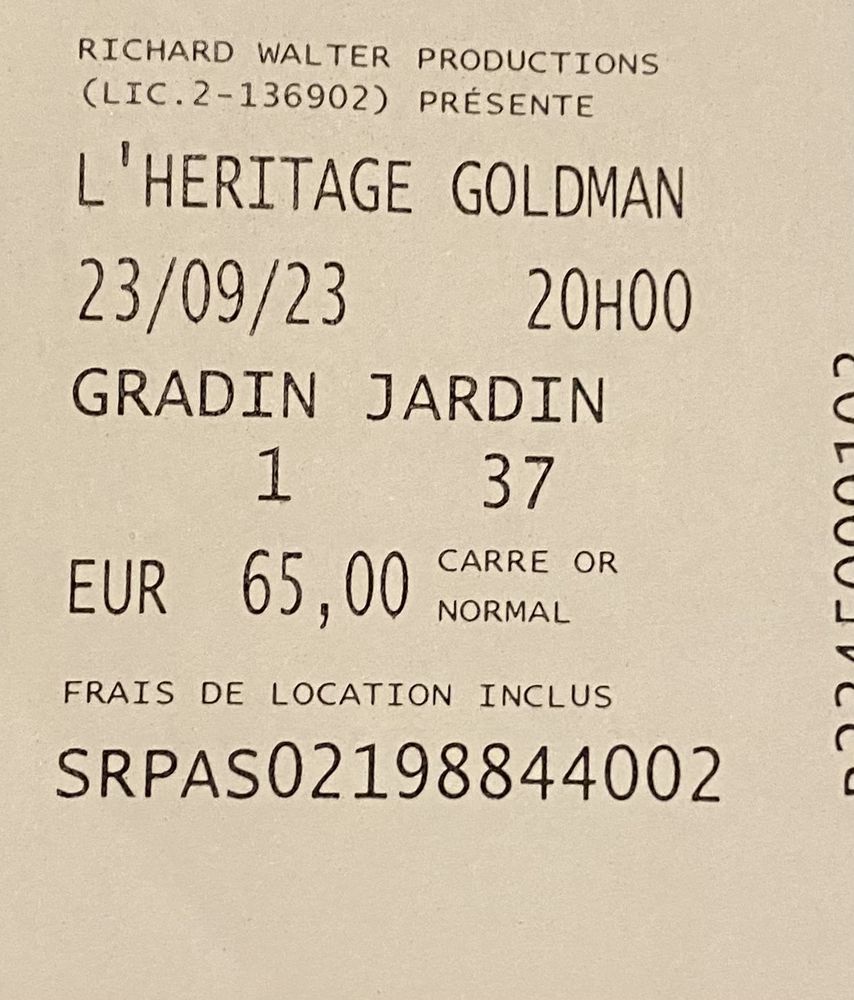 RICHARD WALTER PRODUCTIONS
(LIC.2-136902) PRÉSENTE
L'HERITAGE GOLDMAN
23/09/23 20H00
GRADIN JARDIN
1 37
EUR 65,00 CARRE OR
NORMAL
FRAIS DE LOCATION INCLUS
SRPAS02198844002